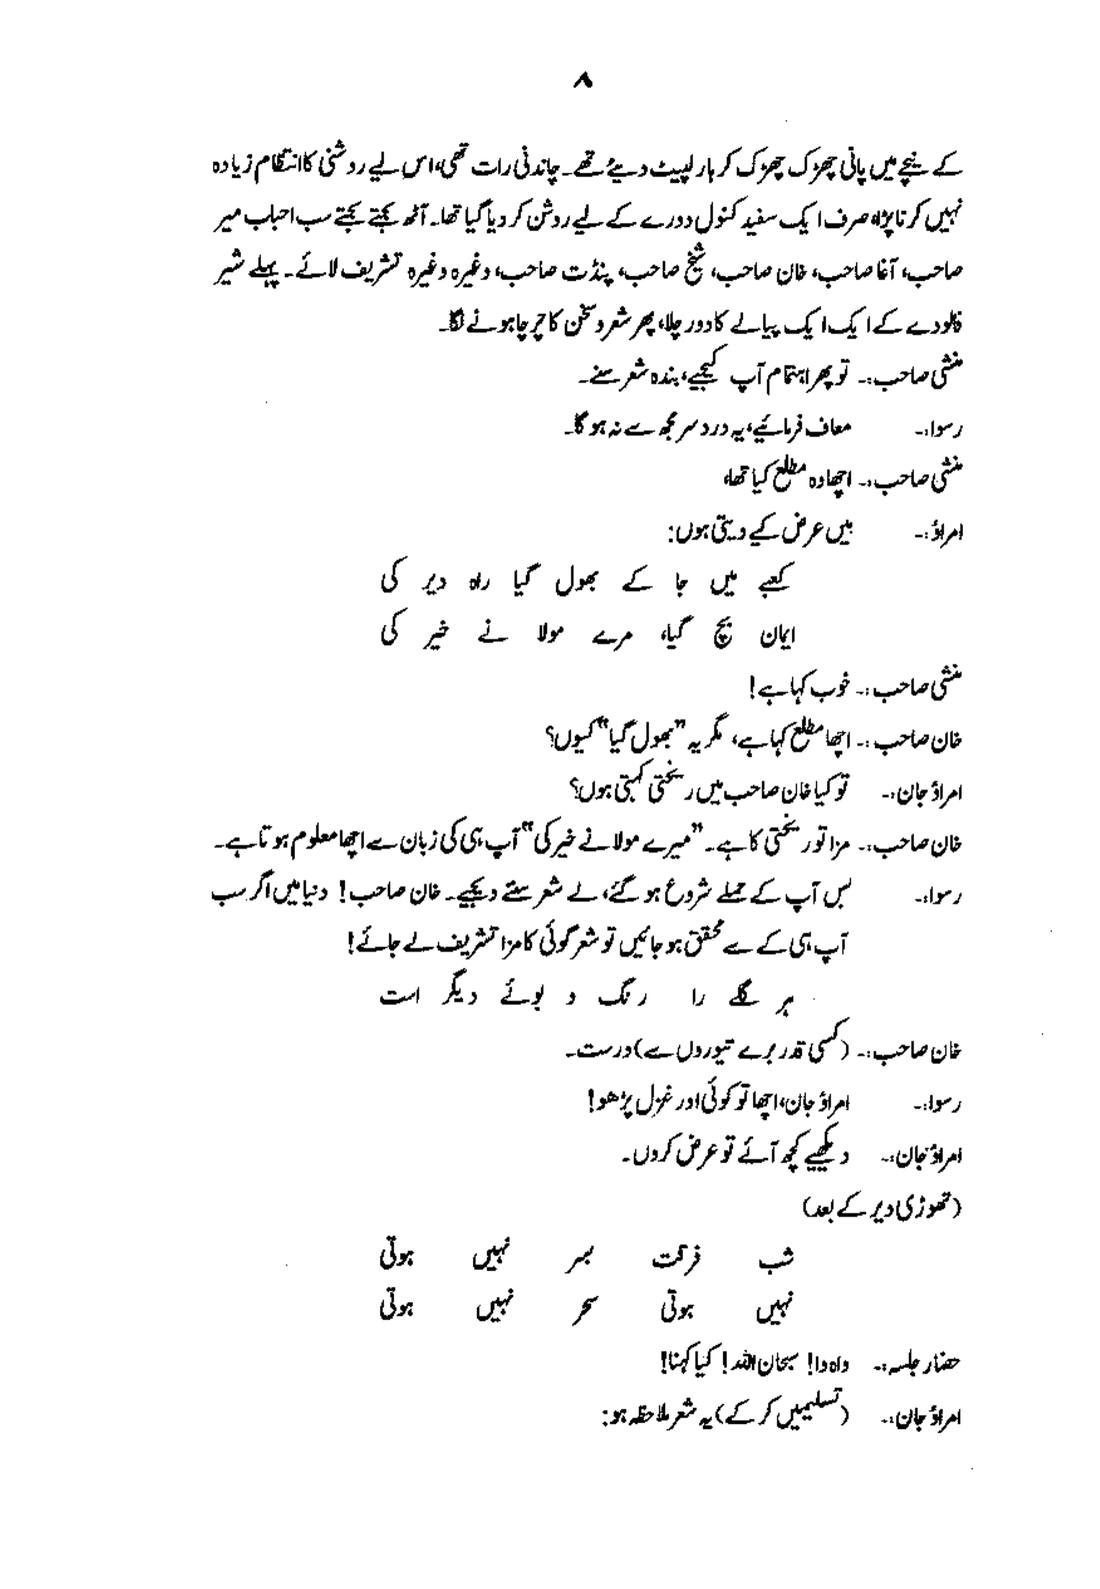 ۸
کے نیچے میں پانی چھڑک چھڑک کر ہار لپیٹ دیئے تھے۔ چاندنی رات تھی، اس لیے روشنی کا انتظام زیادہ
نہیں کرنا پڑا، صرف ایک سفید کنول دورے کے لیے روشن کر دیا گیا تھا۔ آٹھ بجتے بجتے سب احباب میر
صاحب، آغا صاحب، خان صاحب، شیخ صاحب، پنڈت صاحب، وغیرہ وغیرہ تشریف لائے۔ پہلے شیر
فالودے کے ایک ایک پیالے کا دور چلا، پھر شعر و سخن کا چرچا ہونے لگا۔
منشی صاحب:۔ تو پھر اہتمام آپ کیجیے، بندہ شعر سنے۔
رسوا:۔ معاف فرمائیے، یہ درد سر مجھ سے نہ ہو گا۔
منشی صاحب:۔ اچھا وہ مطلع کیا تھا،
امراؤ:۔ میں عرض کیے دیتی ہوں:
کعبے میں جا کے بھول گیا راہ دیر کی
ایمان بچ گیا، مرے مولا نے خیر کی
منشی صاحب:۔ خوب کہا ہے!
خان صاحب:۔ اچھا مطلع کہا ہے، مگر یہ "بھول گیا" کیوں؟
امراؤ جان:۔ تو کیا خان صاحب میں ریختی کہتی ہوں؟
خان صاحب:۔ مزا تو ریختی کا ہے۔ "میرے مولا نے خیر کی" آپ ہی کی زبان سے اچھا معلوم ہوتا ہے۔
رسوا:۔ بس آپ کے حملے شروع ہو گئے، لے شعر سنتے دیجیے۔ خان صاحب! دنیا میں اگر سب
آپ ہی کے سے محقق ہو جائیں تو شعر گوئی کا مزا تشریف لے جائے!
ہر گلے را رنگ و بوئے دیگر است
خان صاحب:۔ (کسی قدر برے تیوروں سے) درست۔
رسوا:۔ امراؤ جان، اچھا تو کوئی اور غزل پڑھو!
امراؤ جان:۔ دیکھیے کچھ آئے تو عرض کروں۔
(تھوڑی دیر کے بعد)
شب فرقت بسر نہیں ہوتی
نہیں ہوتی سحر نہیں ہوتی
حضار جلسہ:۔ واہ وا! سبحان اللہ! کیا کہنا!
امراؤ جان:۔ (تسلیمیں کر کے) یہ شعر ملاحظہ ہو: